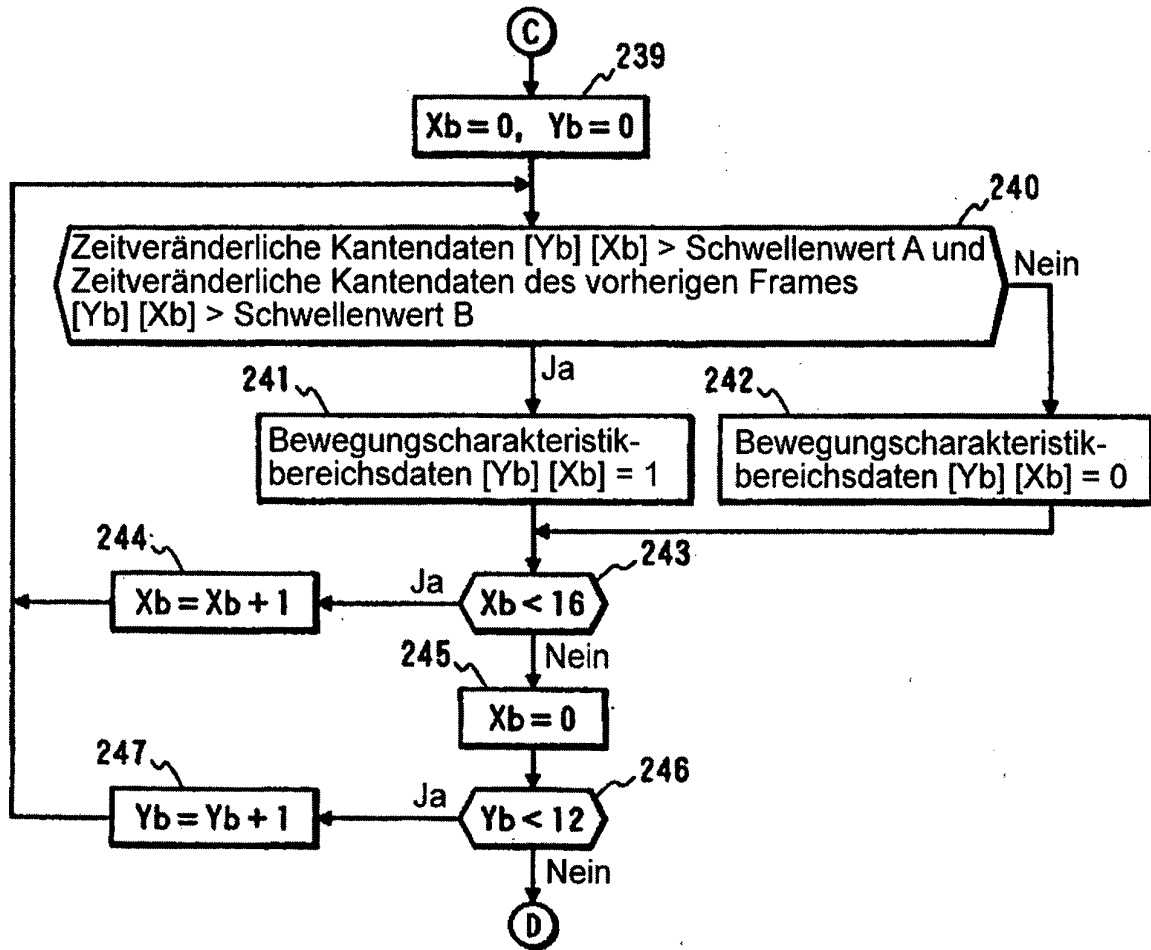 C
239
Xb = 0, Yb = 0
240
Zeitveränderliche Kantendaten [Yb] [Xb] > Schwellenwert A und
Zeitveränderliche Kantendaten des vorherigen Frames
[Yb] [Xb] > Schwellenwert B
Nein
Ja
241
Bewegungscharakteristik-
bereichsdaten [Yb] [Xb] = 1
242
Bewegungscharakteristik-
bereichsdaten [Yb] [Xb] = 0
243
Xb < 16
Ja
244
Xb = Xb + 1
Nein
245
Xb = 0
246
Yb < 12
Ja
247
Yb = Yb + 1
Nein
D